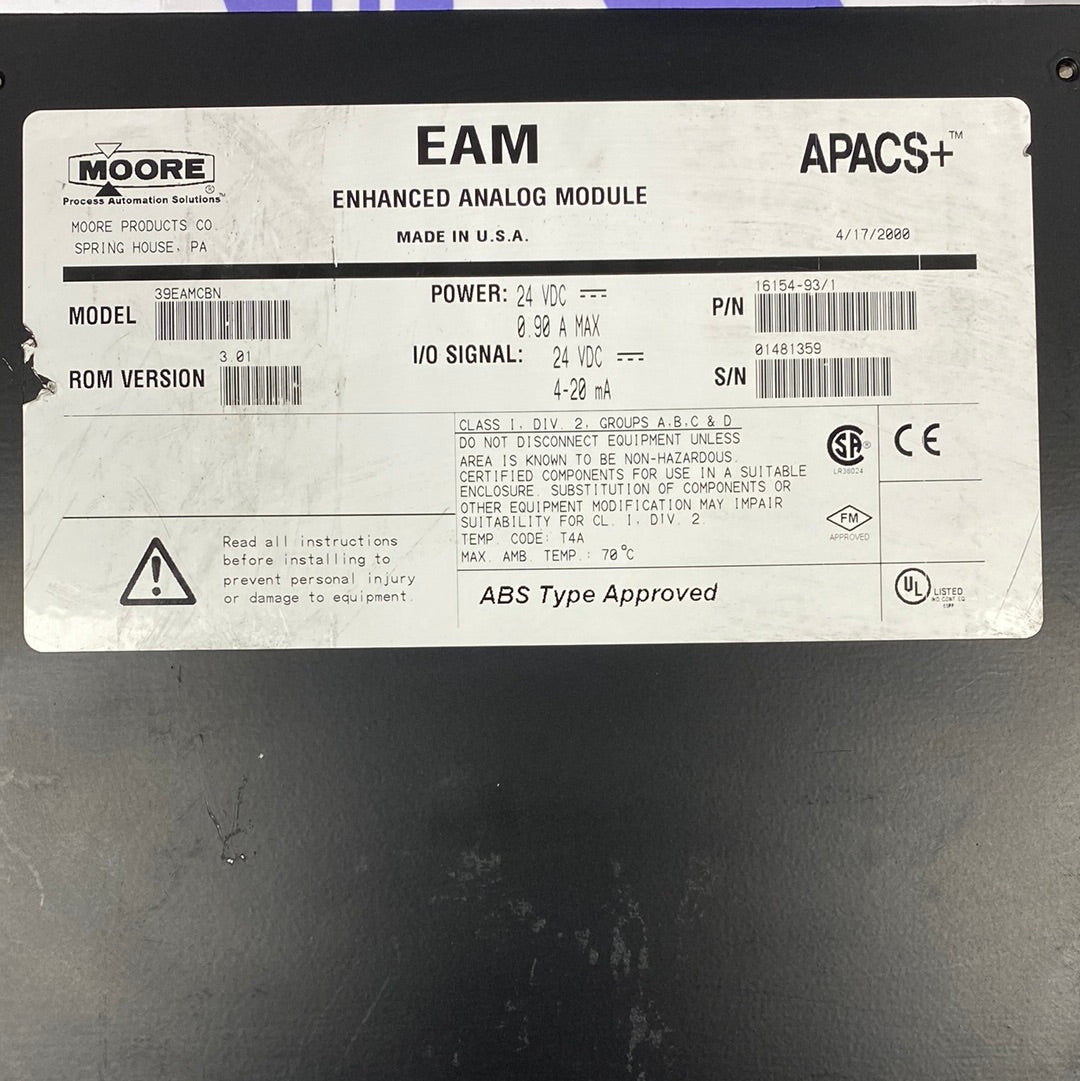 MOORE ®
Process Automation Solutions™
MOORE PRODUCTS CO.
SPRING HOUSE, PA
EAM
ENHANCED ANALOG MODULE
MADE IN U.S.A.
APACS+™
4/17/2000
MODEL 39EAMCBN
ROM VERSION 3.01
POWER: 24 VDC
0.90 A MAX
I/O SIGNAL: 24 VDC
4-20 mA
P/N 16154-93/1
S/N 01481359
CLASS I, DIV. 2, GROUPS A,B,C & D
DO NOT DISCONNECT EQUIPMENT UNLESS
AREA IS KNOWN TO BE NON-HAZARDOUS.
CERTIFIED COMPONENTS FOR USE IN A SUITABLE
ENCLOSURE. SUBSTITUTION OF COMPONENTS OR
OTHER EQUIPMENT MODIFICATION MAY IMPAIR
SUITABILITY FOR CL. I, DIV. 2.
TEMP. CODE: T4A
MAX. AMB. TEMP.: 70°C
SA ®
LR38024
CE
FM
APPROVED
Read all instructions
before installing to
prevent personal injury
or damage to equipment.
ABS Type Approved
UL LISTED